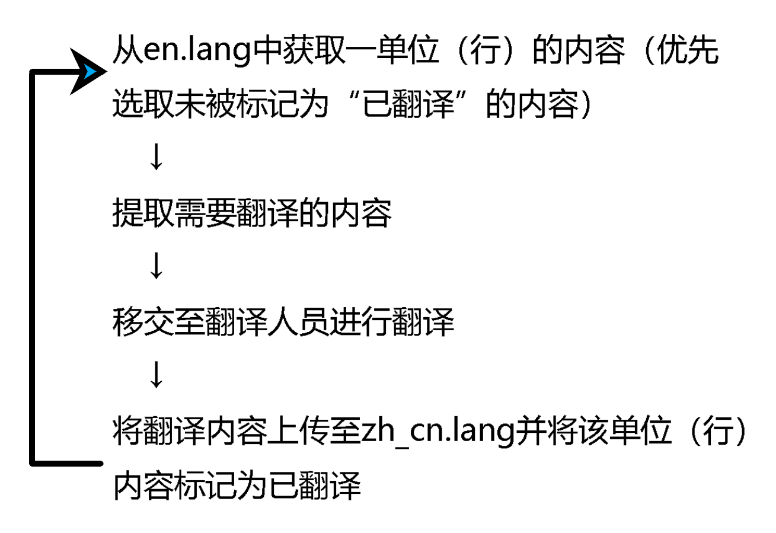 从en.lang中获取一单位（行）的内容（优先
选取未被标记为“已翻译”的内容）
↓
提取需要翻译的内容
↓
移交至翻译人员进行翻译
↓
将翻译内容上传至zh_cn.lang并将该单位（行）
内容标记为已翻译